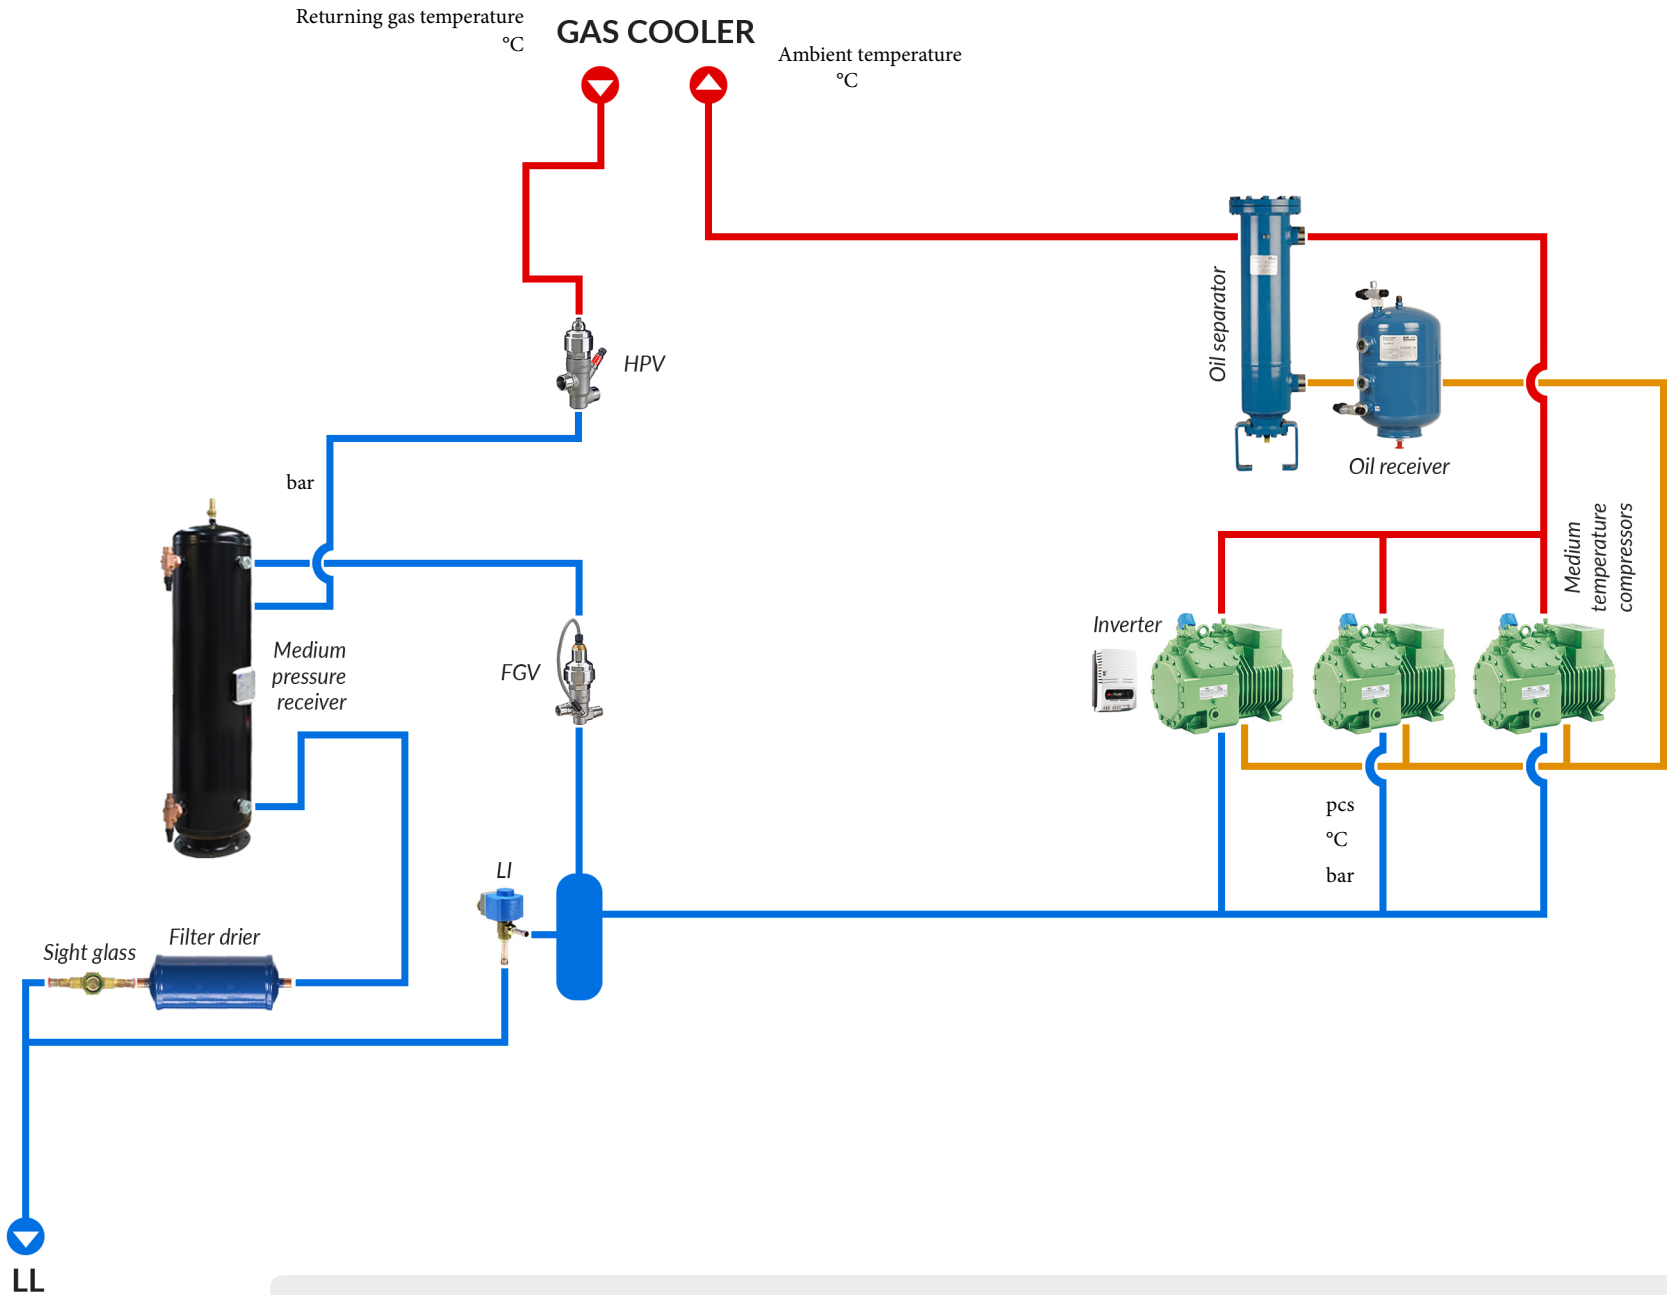 Returning gas temperature
°C
GAS COOLER
Ambient temperature
°C
HPV
Oil separator
Oil receiver
bar
Medium
temperature
compressors
Inverter
Medium
pressure
receiver
FGV
pcs
°C
bar
LI
Filter drier
Sight glass
LL